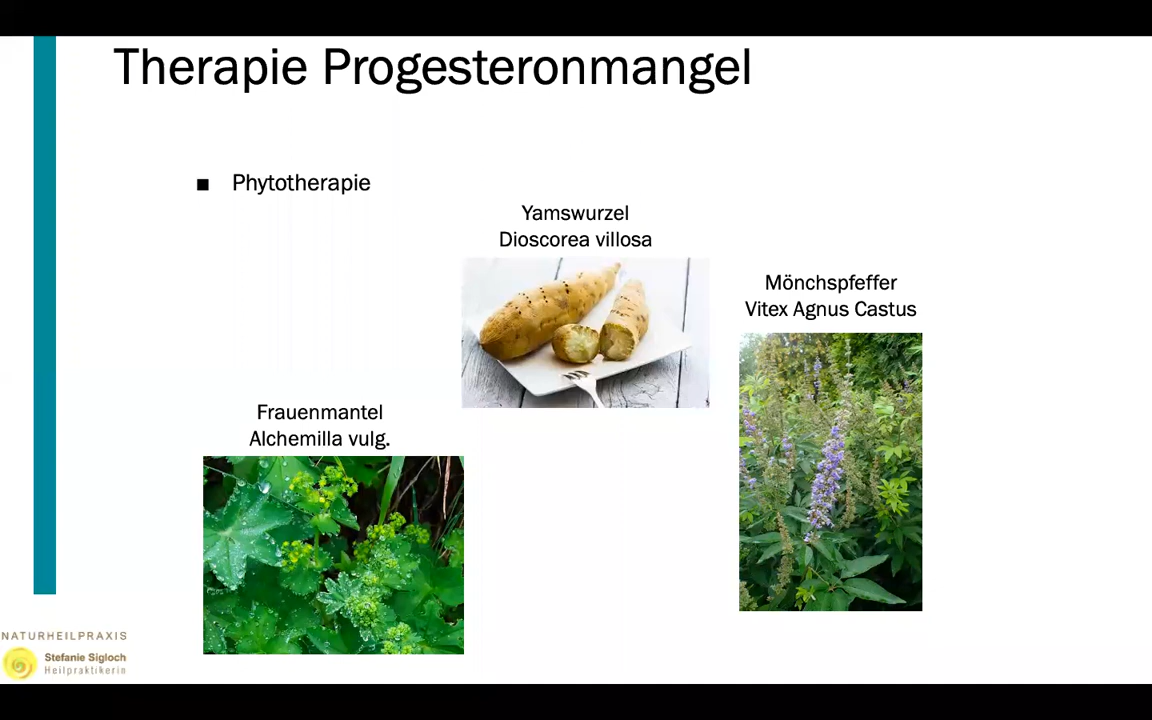 Therapie Progesteronmangel
■ Phytotherapie
Yamswurzel
Dioscorea villosa
Mönchspfeffer
Vitex Agnus Castus
Frauenmantel
Alchemilla vulg.
NATURHEILPRAXIS
Stefanie Sigloch
Heilpraktikerin